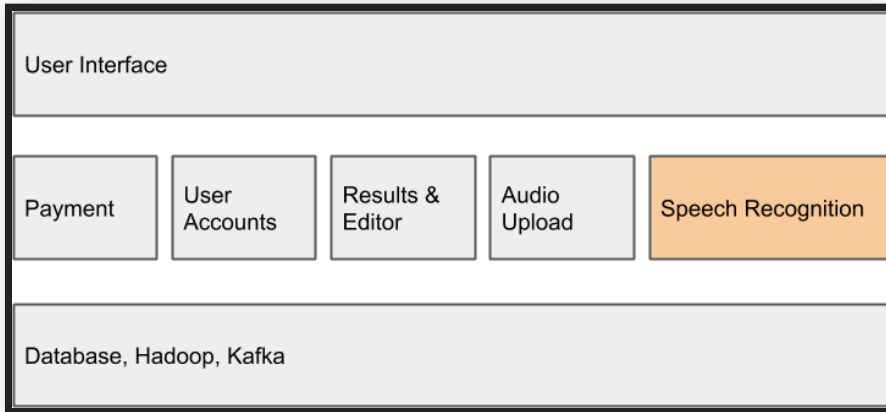 User Interface
Payment
User
Accounts
Results &
Editor
Audio
Upload
Speech Recognition
Database, Hadoop, Kafka